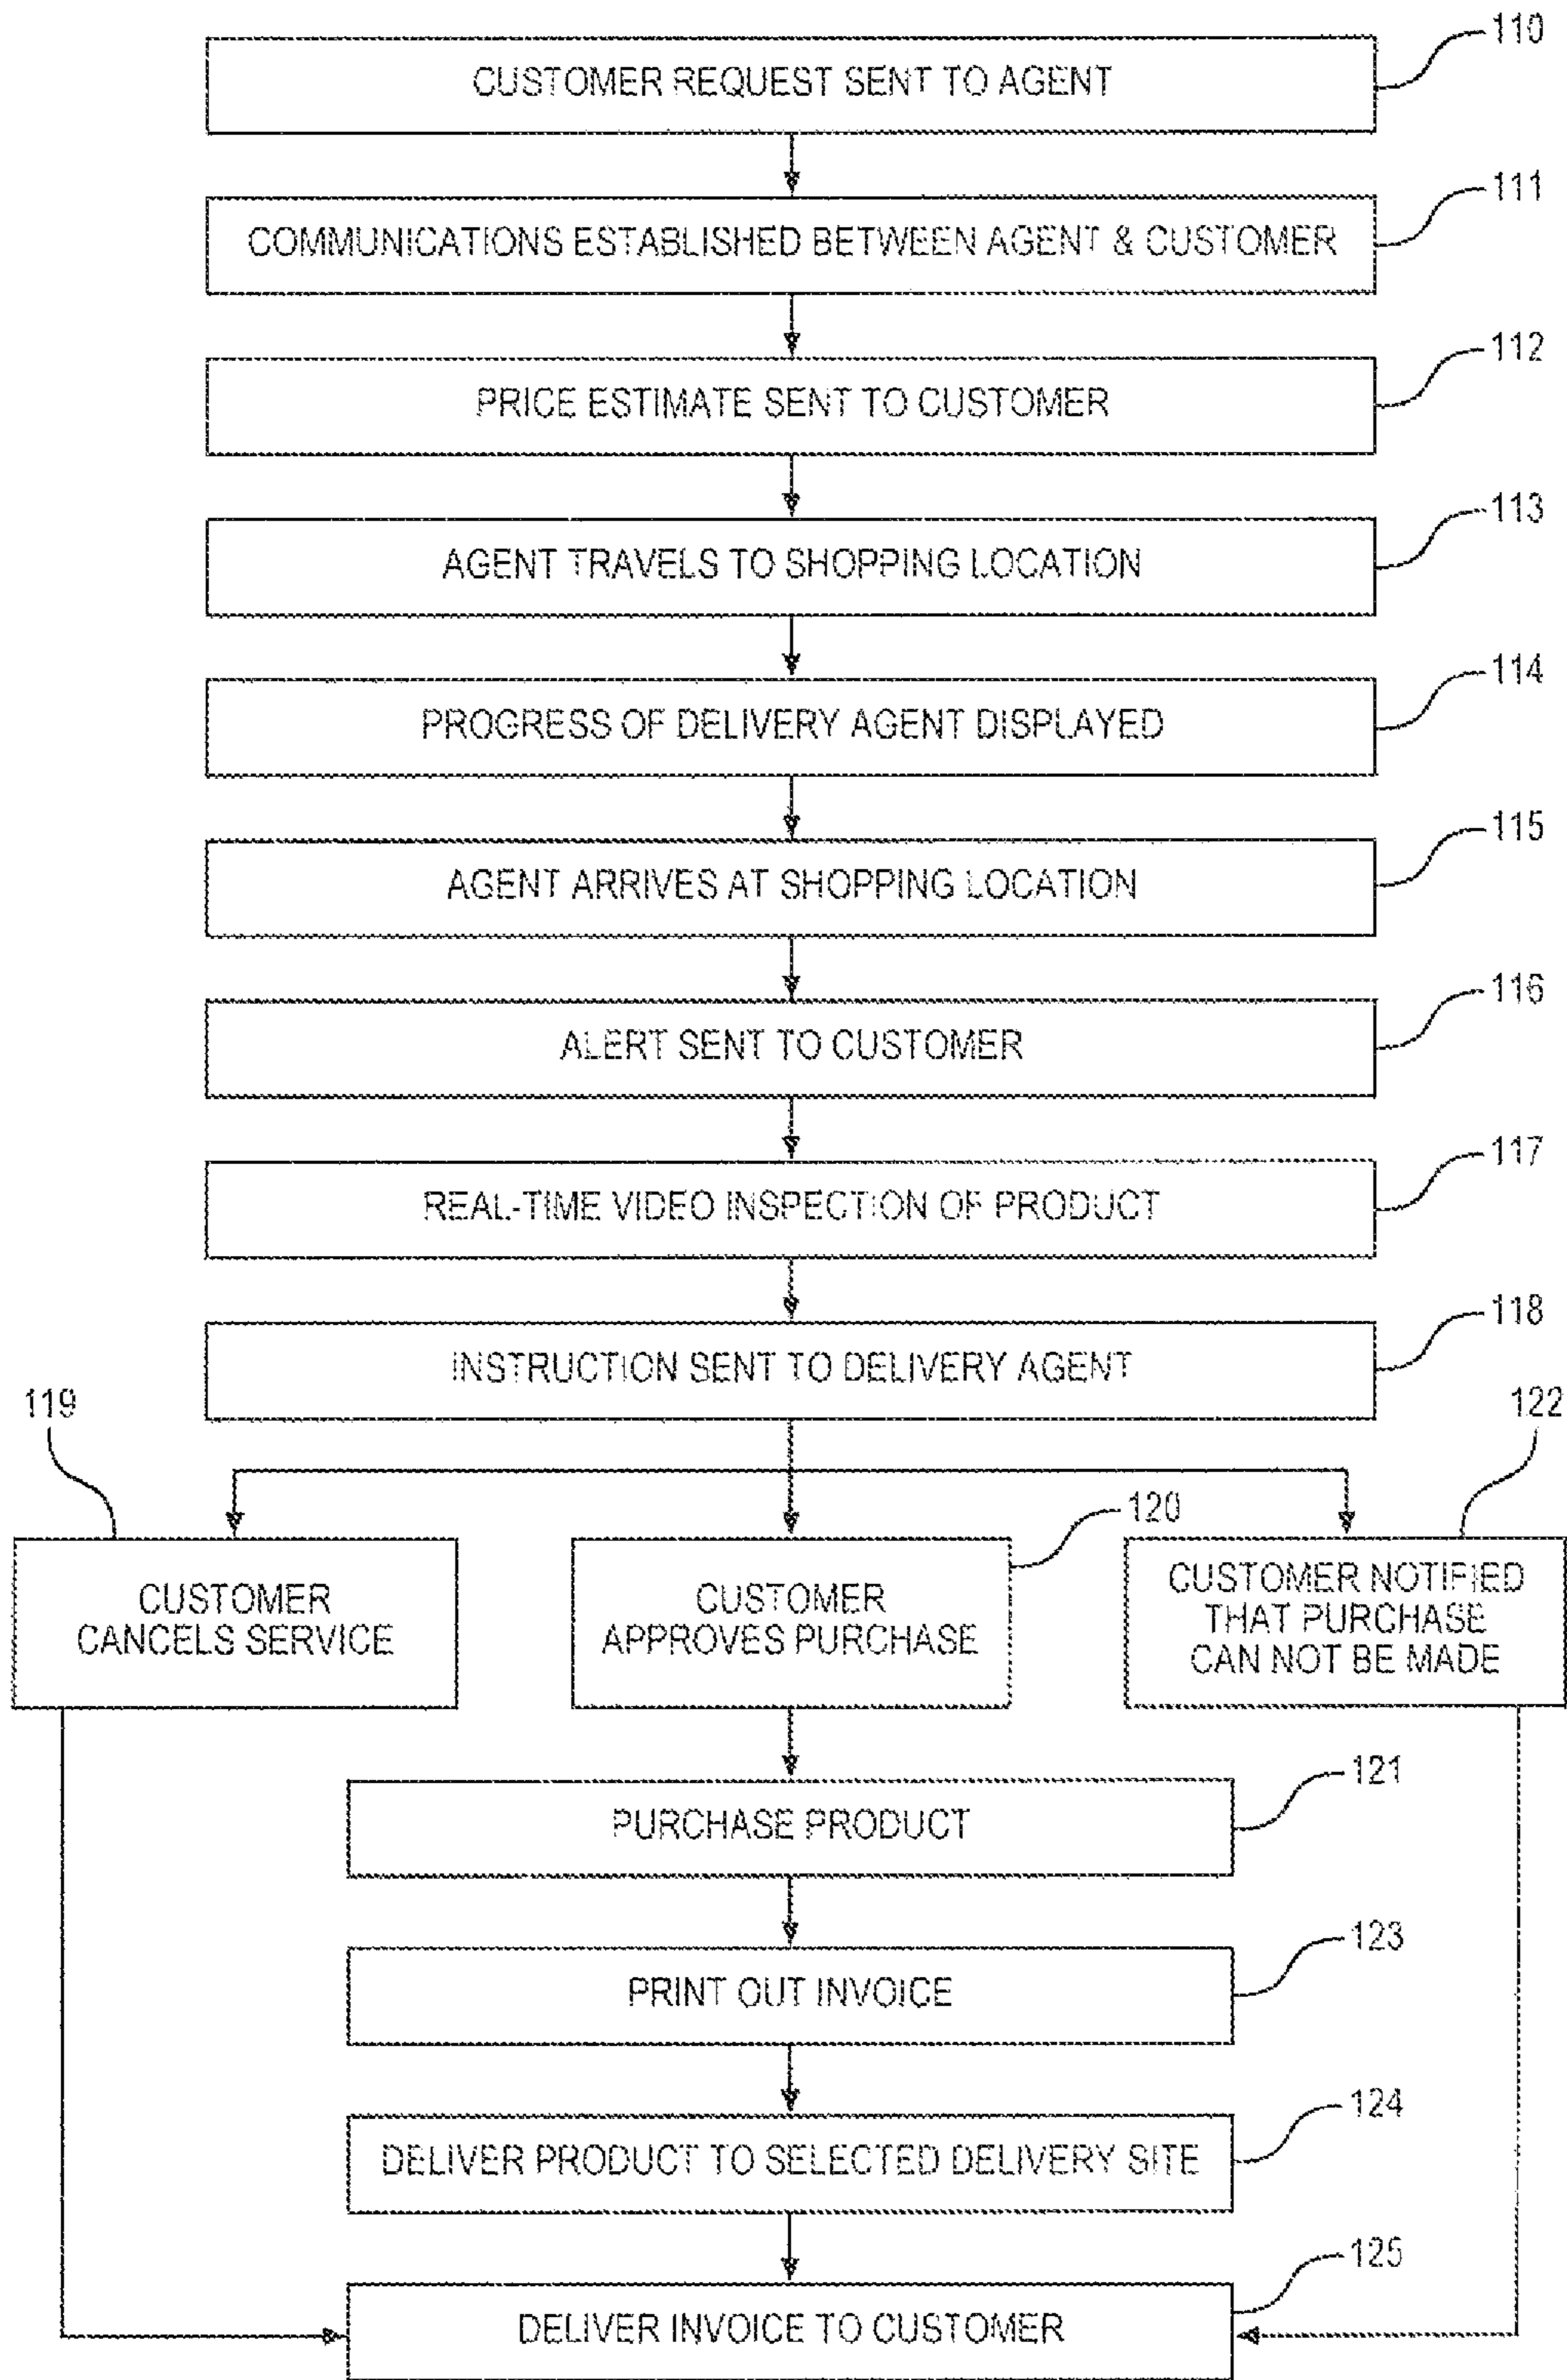 CUSTOMER REQUEST SENT TO AGENT
110
COMMUNICATIONS ESTABLISHED BETWEEN AGENT & CUSTOMER
111
PRICE ESTIMATE SENT TO CUSTOMER
112
AGENT TRAVELS TO SHOPPING LOCATION
113
PROGRESS OF DELIVERY AGENT DISPLAYED
114
AGENT ARRIVES AT SHOPPING LOCATION
115
ALERT SENT TO CUSTOMER
116
REAL-TIME VIDEO INSPECTION OF PRODUCT
117
INSTRUCTION SENT TO DELIVERY AGENT
118
119
CUSTOMER
CANCELS SERVICE
120
CUSTOMER
APPROVES PURCHASE
122
CUSTOMER NOTIFIED
THAT PURCHASE
CAN NOT BE MADE
PURCHASE PRODUCT
121
PRINT OUT INVOICE
123
DELIVER PRODUCT TO SELECTED DELIVERY SITE
124
DELIVER INVOICE TO CUSTOMER
125